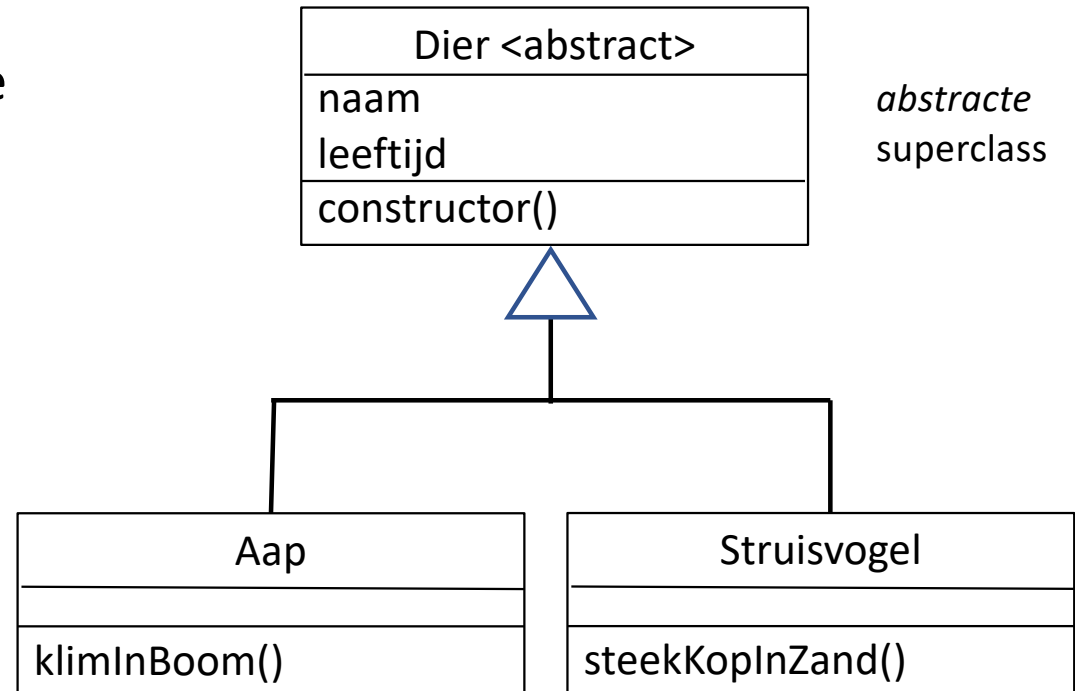 Dier <abstract>
naam
leeftijd
constructor()
abstracte
superclass
Aap
klimInBoom()
Struisvogel
steekKopInZand()